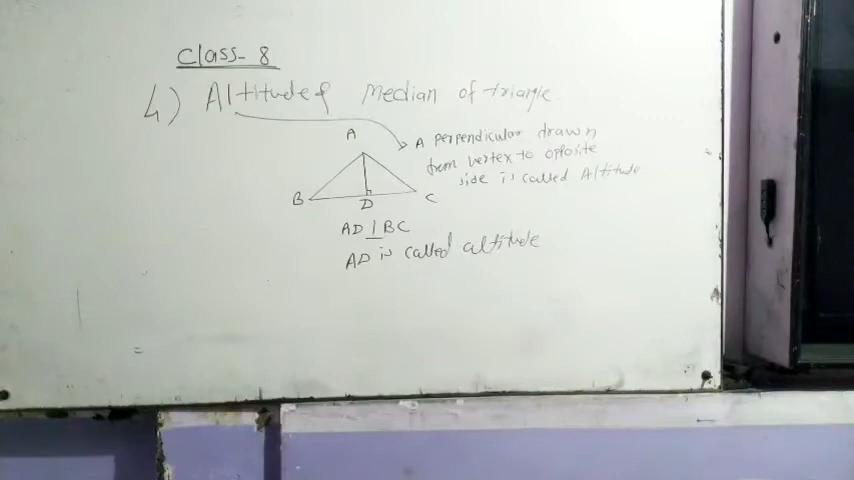 Class- 8
4) Altitude & Median of triangle
A perpendicular drawn
from vertex to opposite
side is called Altitude
A
B
D
C
AD ⊥ BC
AD is called altitude